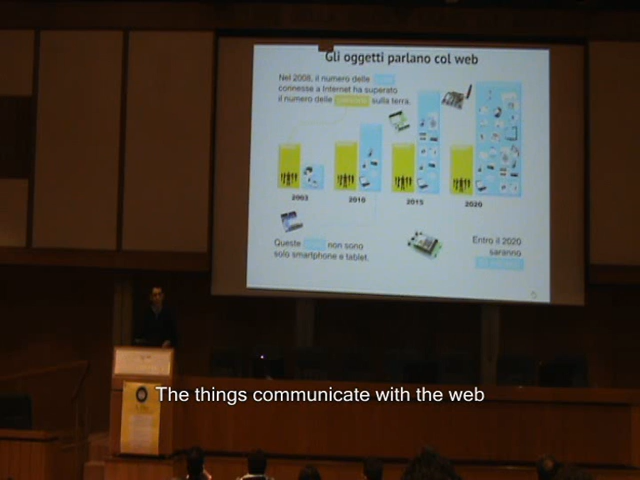 Gli oggetti parlano col web
Nel 2008, il numero delle
connesse a Internet ha superato
il numero delle persone sulla terra.
2003
2010
2015
2020
Queste non sono
solo smartphone e tablet.
Entro il 2020
saranno
The things communicate with the web